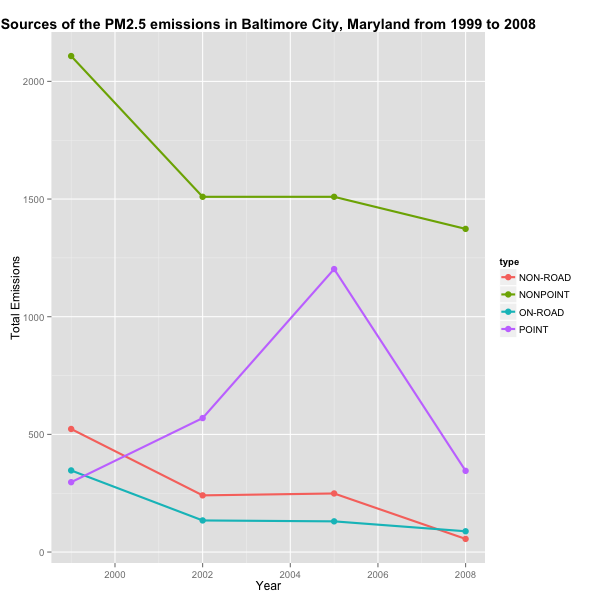 Sources of the PM2.5 emissions in Baltimore City, Maryland from 1999 to 2008
2000
1500
1000
500
0
Total Emissions
2000
2002
2004
2006
2008
Year
type
NON-ROAD
NONPOINT
ON-ROAD
POINT